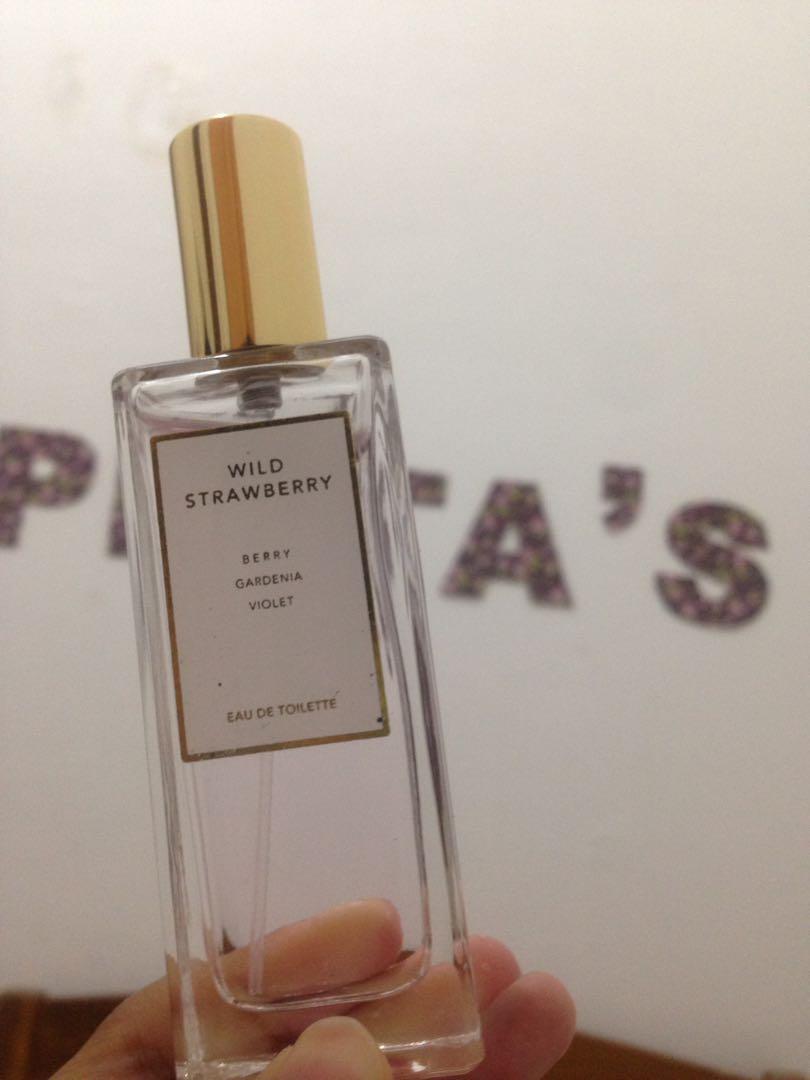 WILD
STRAWBERRY
BERRY
GARDENIA
VIOLET
EAU DE TOILETTE